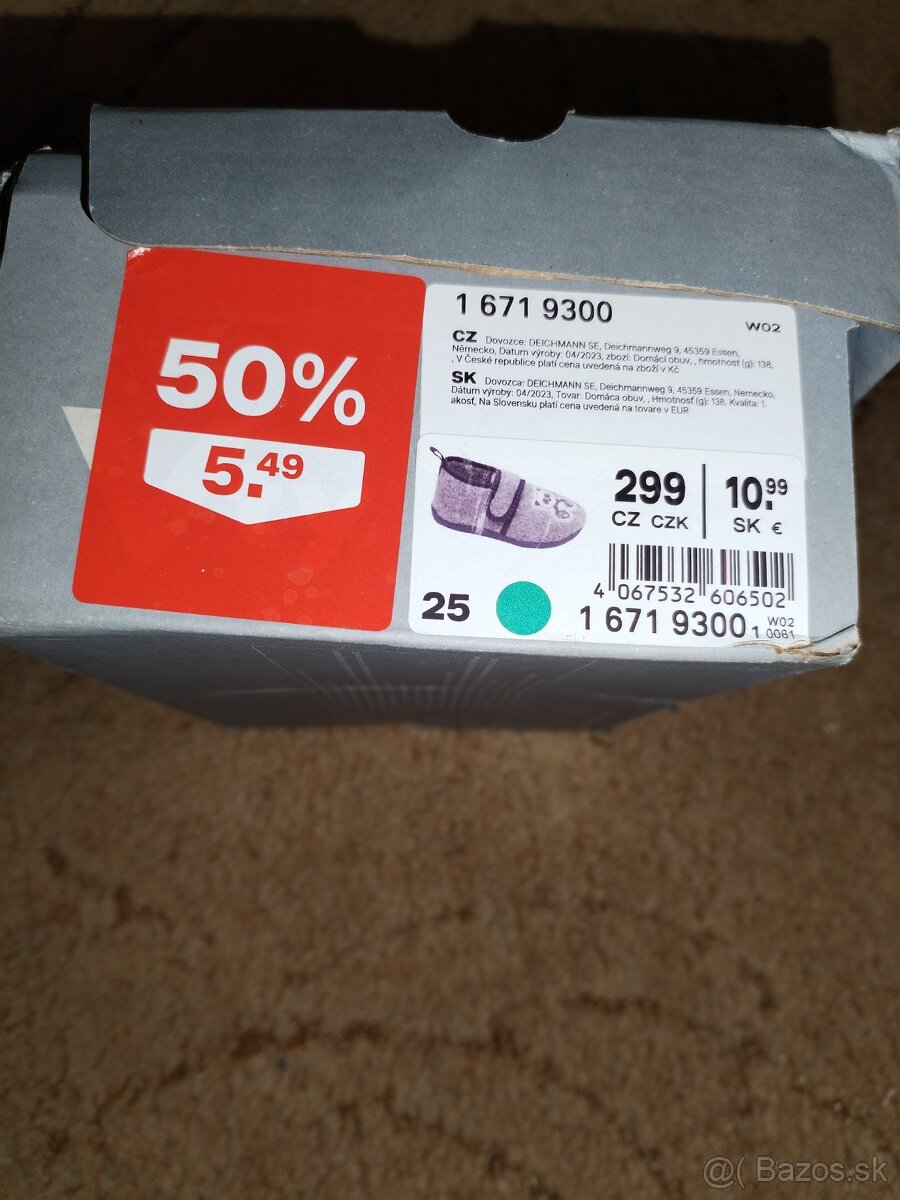 50%
5.49
1 671 9300
W02
CZ Dovozce: DEICHMANN SE, Deichmannweg 9, 45359 Essen,
Německo, Datum výroby: 04/2023, zboží: Domácí obuv, , hmotnost (g): 138,
, V České republice platí cena uvedená na zboží v Kč
SK Dovozca: DEICHMANN SE, Deichmannweg 9, 45359 Essen, Nemecko,
Dátum výroby: 04/2023, Tovar: Domáca obuv, , Hmotnosť (g): 138, Kvalita: 1.
akosť, Na Slovensku platí cena uvedená na tovare v EUR
299
CZ CZK
10.99
SK €
25
4 067532 606502
1 671 9300 1
W02
0081
@( Bazos.sk